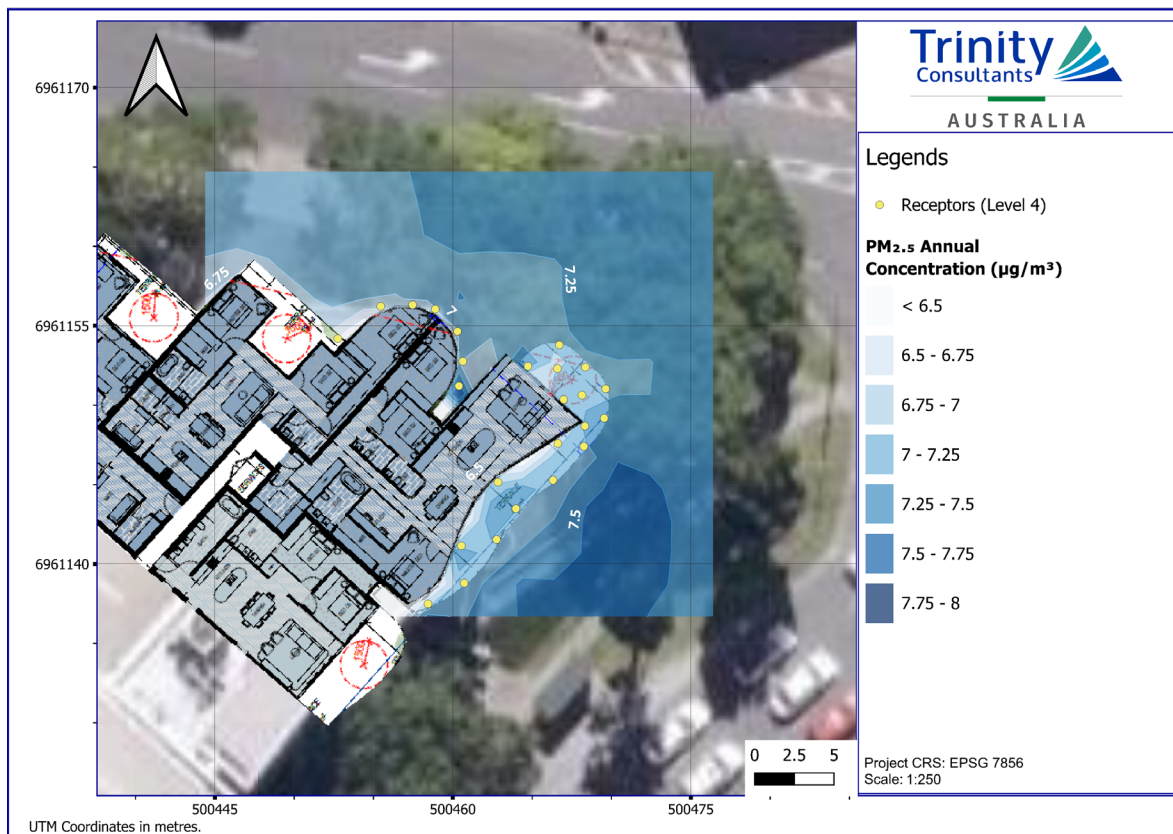 Trinity
Consultants
AUSTRALIA
Legends
Receptors (Level 4)
PM₂.₅ Annual
Concentration (µg/m³)
< 6.5
6.5 - 6.75
6.75 - 7
7 - 7.25
7.25 - 7.5
7.5 - 7.75
7.75 - 8
Project CRS: EPSG 7856
Scale: 1:250
6961170
6961155
6961140
6.75
7
7.25
6.5
7.5
0 2.5 5
500445 500460 500475
UTM Coordinates in metres.